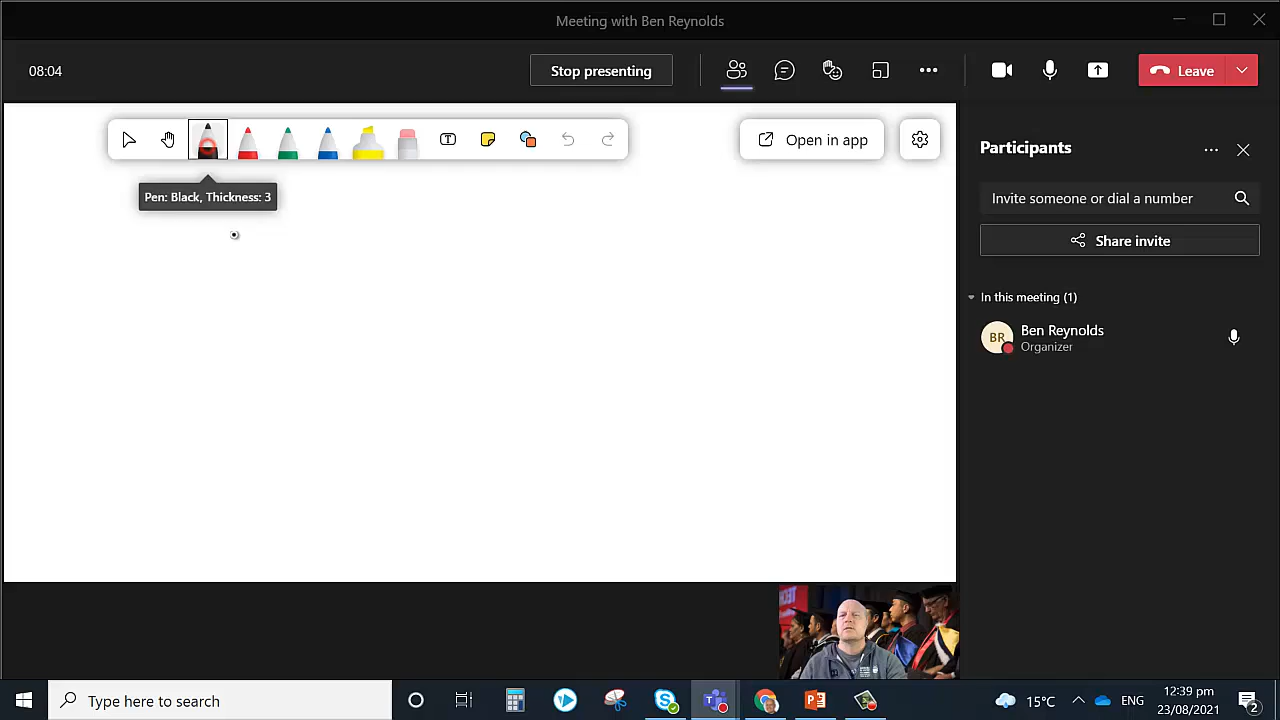 Meeting with Ben Reynolds
08:04
Stop presenting
Leave
Open in app
Pen: Black, Thickness: 3
Participants
Invite someone or dial a number
Share invite
In this meeting (1)
BR
Ben Reynolds
Organizer
Type here to search
15°C
ENG
12:39 pm
23/08/2021
2